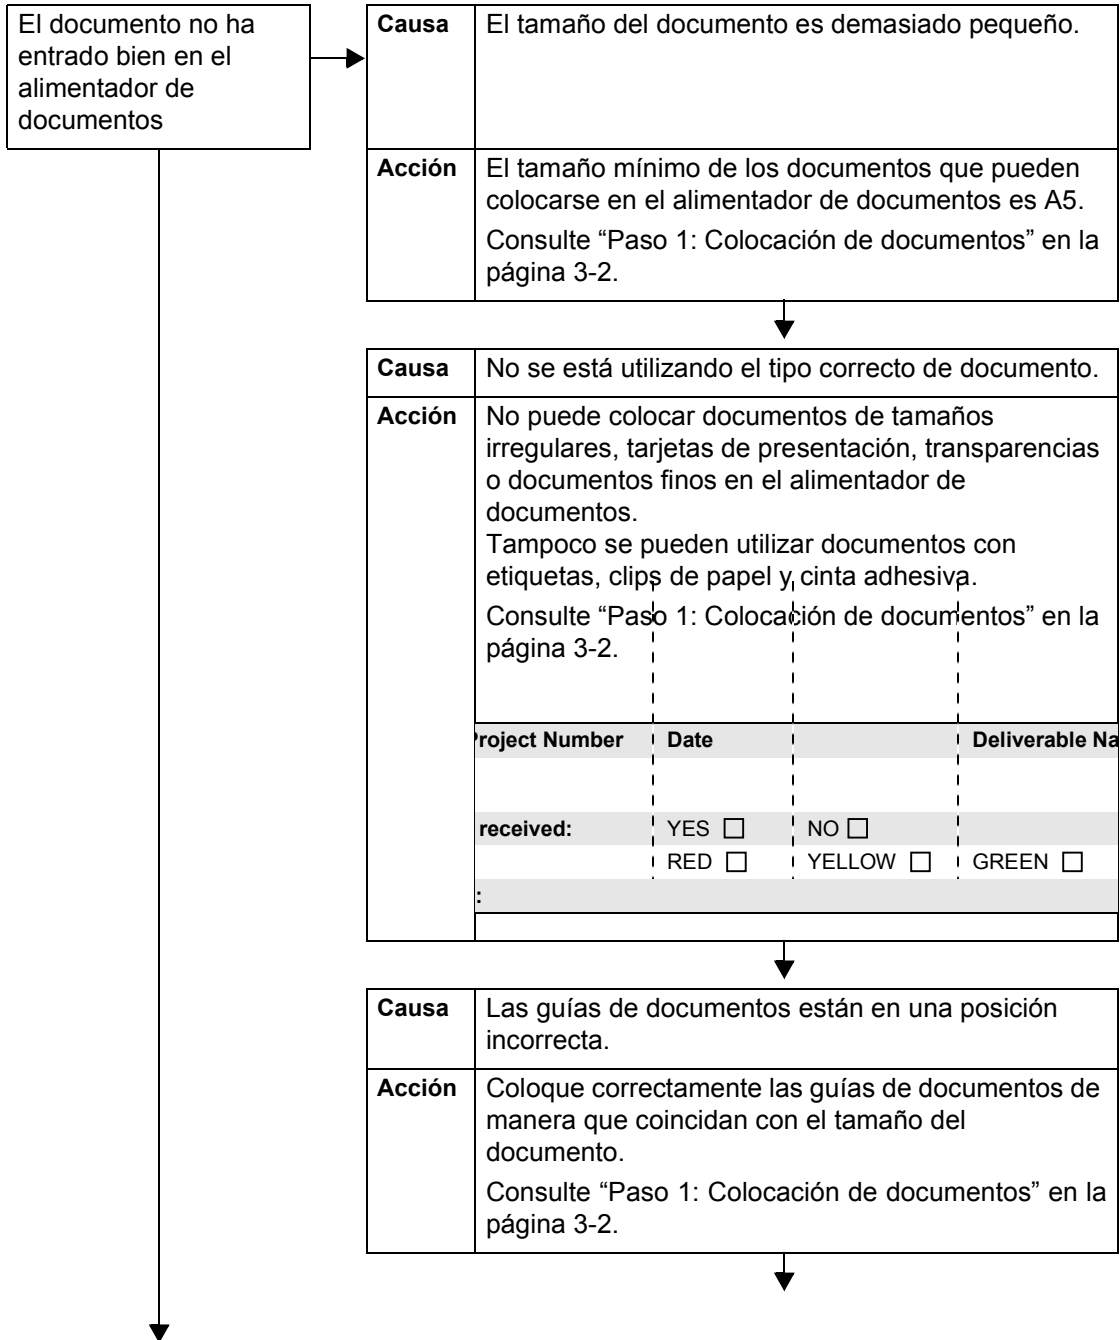 El documento no ha
entrado bien en el
alimentador de
documentos
Causa El tamaño del documento es demasiado pequeño.
Acción El tamaño mínimo de los documentos que pueden
colocarse en el alimentador de documentos es A5.
Consulte “Paso 1: Colocación de documentos” en la
página 3-2.
Causa No se está utilizando el tipo correcto de documento.
Acción No puede colocar documentos de tamaños
irregulares, tarjetas de presentación, transparencias
o documentos finos en el alimentador de
documentos.
Tampoco se pueden utilizar documentos con
etiquetas, clips de papel y cinta adhesiva.
Consulte “Paso 1: Colocación de documentos” en la
página 3-2.
Project Number Date Deliverable Na
received: YES NO
RED YELLOW GREEN
:
Causa Las guías de documentos están en una posición
incorrecta.
Acción Coloque correctamente las guías de documentos de
manera que coincidan con el tamaño del
documento.
Consulte “Paso 1: Colocación de documentos” en la
página 3-2.